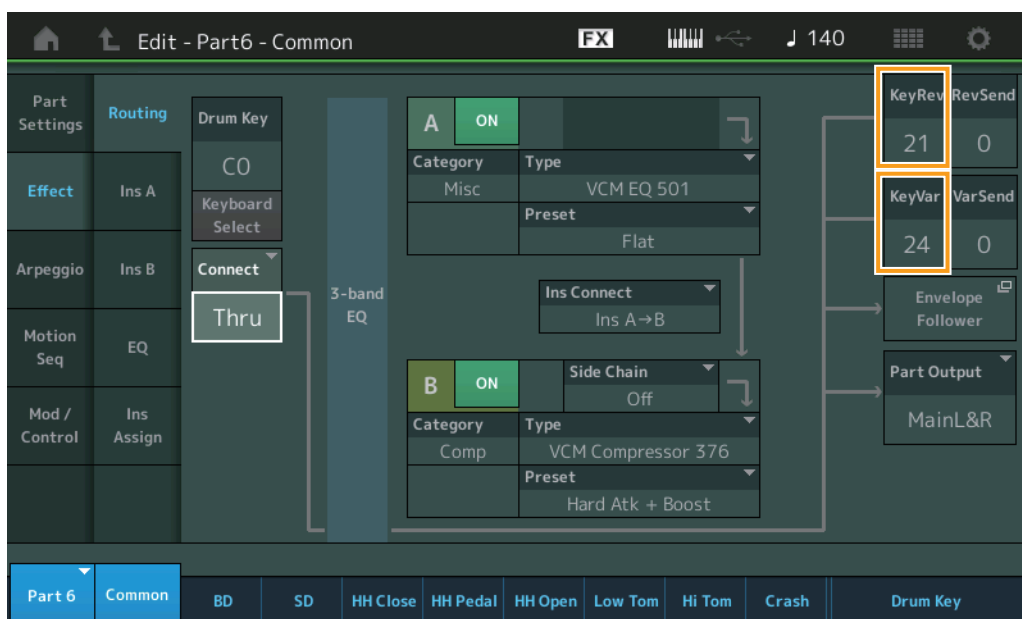 Edit - Part6 - Common
FX
♩ 140
Part Settings
Effect
Arpeggio
Motion Seq
Mod / Control
Routing
Ins A
Ins B
EQ
Ins Assign
Drum Key
C0
Keyboard Select
Connect
Thru
3-band EQ
A ON
Category Type
Misc VCM EQ 501
Preset
Flat
Ins Connect
Ins A→B
B ON
Side Chain
Off
Category Type
Comp VCM Compressor 376
Preset
Hard Atk + Boost
KeyRev RevSend
21 0
KeyVar VarSend
24 0
Envelope Follower
Part Output
MainL&R
Part 6 Common BD SD HH Close HH Pedal HH Open Low Tom Hi Tom Crash Drum Key